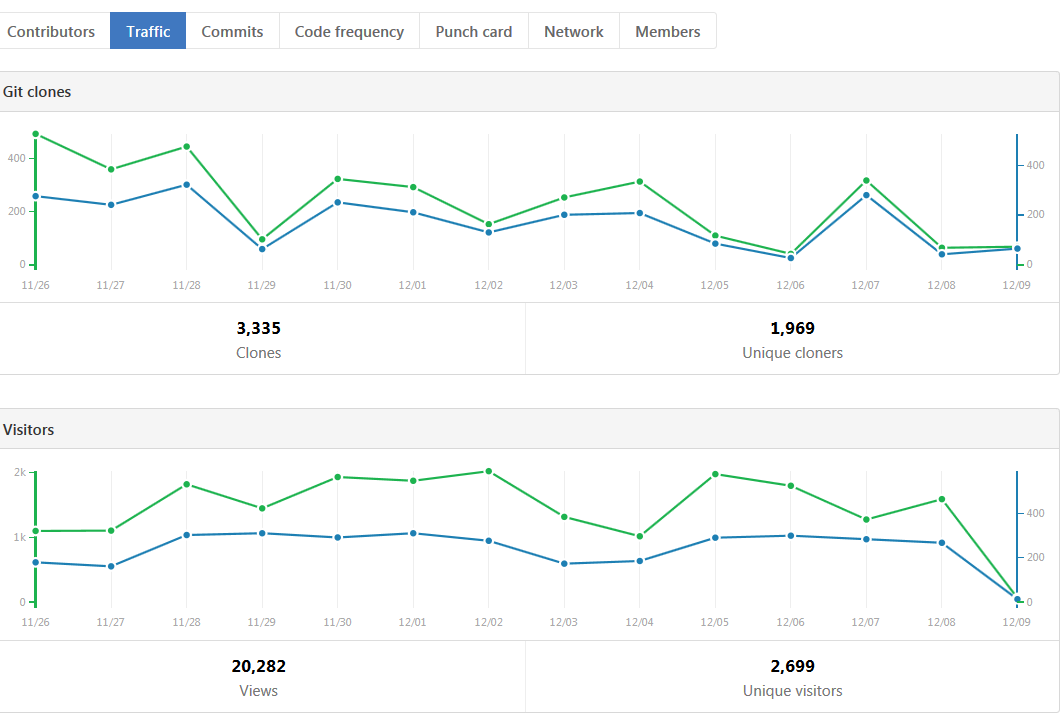 Contributors Traffic Commits Code frequency Punch card Network Members
Git clones
400 400
200 200
0 0
11/26 11/27 11/28 11/29 11/30 12/01 12/02 12/03 12/04 12/05 12/06 12/07 12/08 12/09
3,335 1,969
Clones Unique cloners
Visitors
2k
400
1k
200
0 0
11/26 11/27 11/28 11/29 11/30 12/01 12/02 12/03 12/04 12/05 12/06 12/07 12/08 12/09
20,282 2,699
Views Unique visitors